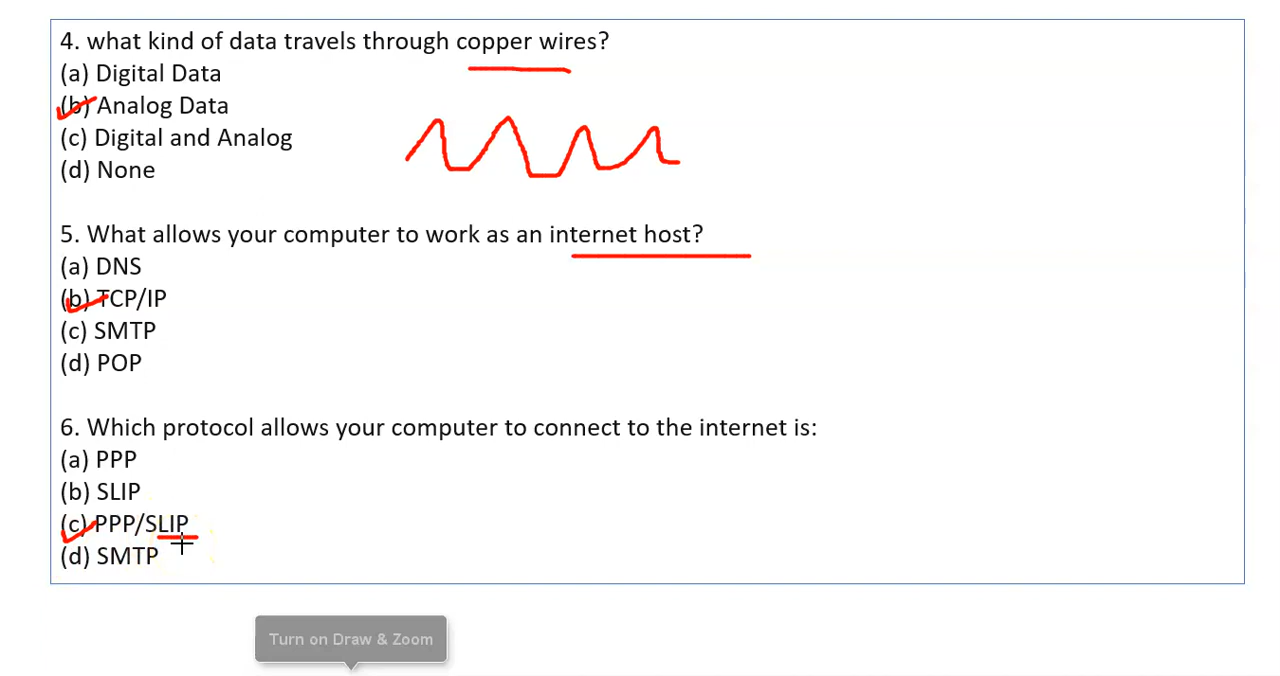 4. what kind of data travels through copper wires?
(a) Digital Data
(b) Analog Data
(c) Digital and Analog
(d) None
5. What allows your computer to work as an internet host?
(a) DNS
(b) TCP/IP
(c) SMTP
(d) POP
6. Which protocol allows your computer to connect to the internet is:
(a) PPP
(b) SLIP
(c) PPP/SLIP
(d) SMTP
Turn on Draw & Zoom